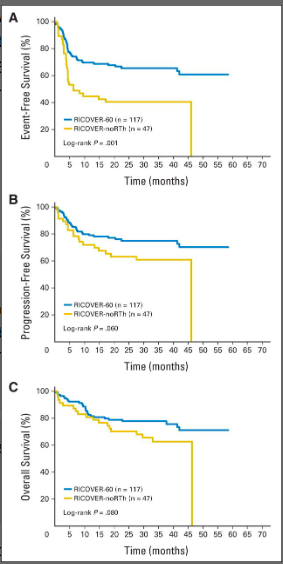 A
Event-Free Survival (%)
100
80
60
40
20
RICOVER-60 (n = 117)
RICOVER-noRTh (n = 47)
Log-rank P = .001
0 5 10 15 20 25 30 35 40 45 50 55 60 65 70
Time (months)
B
Progression-Free Survival (%)
100
80
60
40
20
RICOVER-60 (n = 117)
RICOVER-noRTh (n = 47)
Log-rank P = .060
0 5 10 15 20 25 30 35 40 45 50 55 60 65 70
Time (months)
C
Overall Survival (%)
100
80
60
40
20
RICOVER-60 (n = 117)
RICOVER-noRTh (n = 47)
Log-rank P = .080
0 5 10 15 20 25 30 35 40 45 50 55 60 65 70
Time (months)